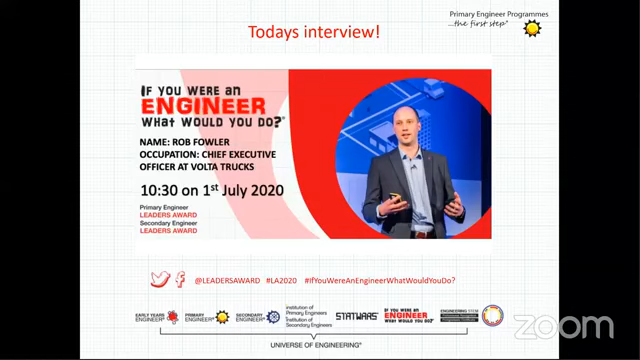 Primary Engineer Programmes
...the first step®
Todays interview!
IF YOU WERE AN
ENGINEER
WHAT WOULD YOU DO?®
NAME: ROB FOWLER
OCCUPATION: CHIEF EXECUTIVE
OFFICER AT VOLTA TRUCKS
10:30 on 1st July 2020
Primary Engineer
LEADERS AWARD
Secondary Engineer
LEADERS AWARD
@LEADERSAWARD #LA2020 #IfYouWereAnEngineerWhatWouldYouDo?
EARLY YEARS
ENGINEER®
PRIMARY
ENGINEER®
SECONDARY
ENGINEER®
Institution of
Primary Engineers
Institution of
Secondary Engineers
STATWARS®
IF YOU WERE AN
ENGINEER
WHAT WOULD YOU DO?®
UNIVERSE OF ENGINEERING®
zoom